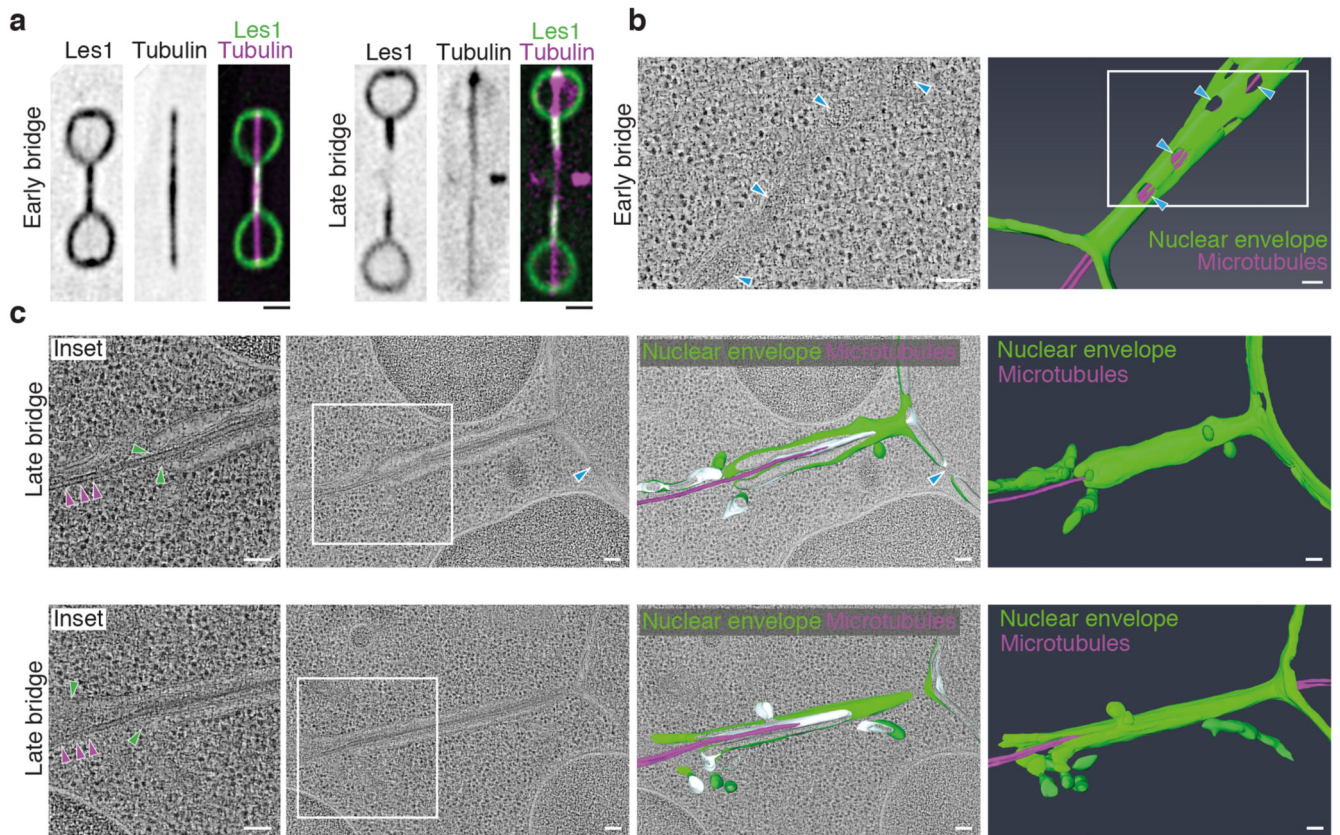 a
Les1 Tubulin Les1
Tubulin
Early bridge
Les1 Tubulin Les1
Tubulin
Late bridge
b
Early bridge
Nuclear envelope
Microtubules
c
Late bridge
Inset
Nuclear envelope Microtubules
Nuclear envelope
Microtubules
Late bridge
Inset
Nuclear envelope Microtubules
Nuclear envelope
Microtubules